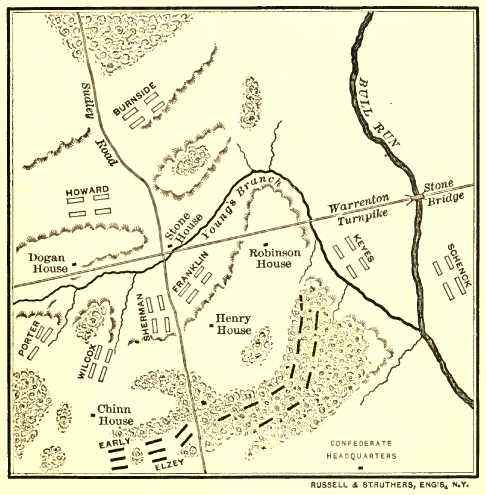 BURNSIDE
Sudley
Road
BULL RUN
HOWARD
Stone
House
Young's Branch
Warrenton
Turnpike
Stone
Bridge
Dogan
House
FRANKLIN
Robinson
House
KEYES
SCHENCK
PORTER
WILCOX
SHERMAN
Henry
House
Chinn
House
EARLY
ELZEY
CONFEDERATE
HEADQUARTERS
RUSSELL & STRUTHERS, ENG'S, N.Y.